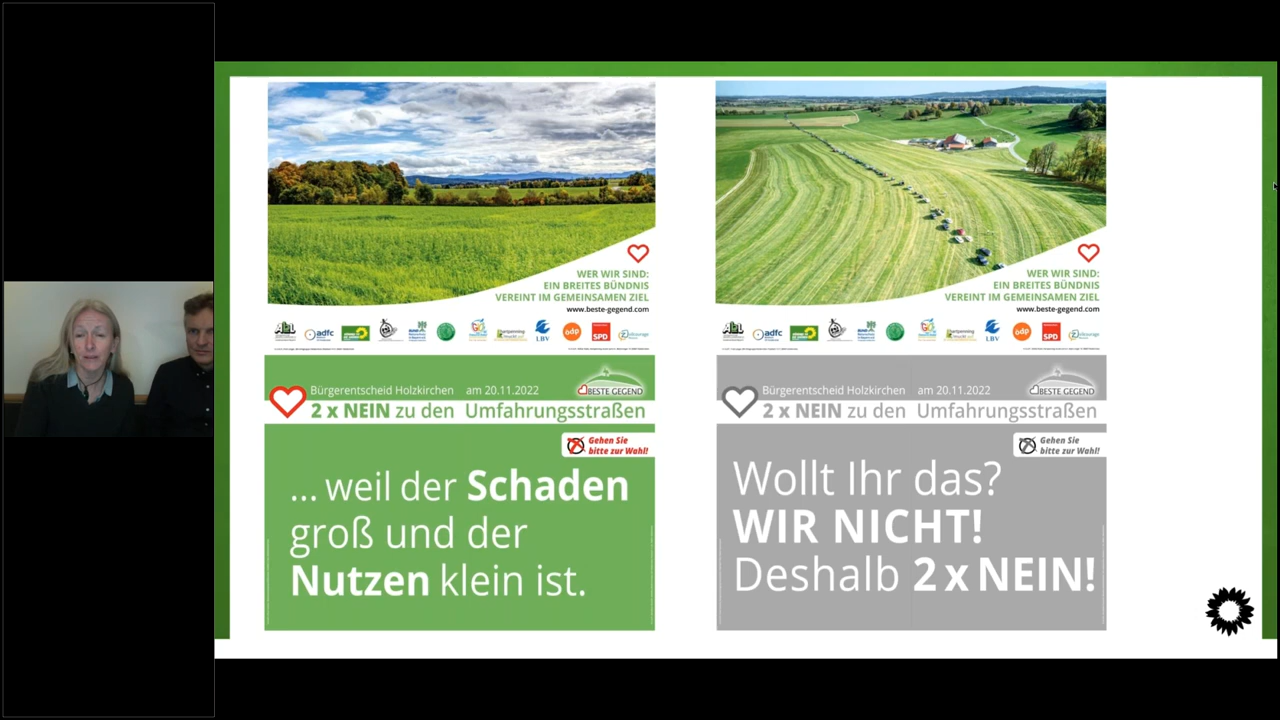 WER WIR SIND:
EIN BREITES BÜNDNIS
VEREINT IM GEMEINSAMEN ZIEL
www.beste-gegend.com
adfc
LBV
ödp
SPD
Bürgerentscheid Holzkirchen am 20.11.2022
BESTE GEGEND
2 x NEIN zu den Umfahrungsstraßen
Gehen Sie
bitte zur Wahl!
... weil der Schaden
groß und der
Nutzen klein ist.
WER WIR SIND:
EIN BREITES BÜNDNIS
VEREINT IM GEMEINSAMEN ZIEL
www.beste-gegend.com
adfc
LBV
ödp
SPD
Bürgerentscheid Holzkirchen am 20.11.2022
BESTE GEGEND
2 x NEIN zu den Umfahrungsstraßen
Gehen Sie
bitte zur Wahl!
Wollt Ihr das?
WIR NICHT!
Deshalb 2 x NEIN!